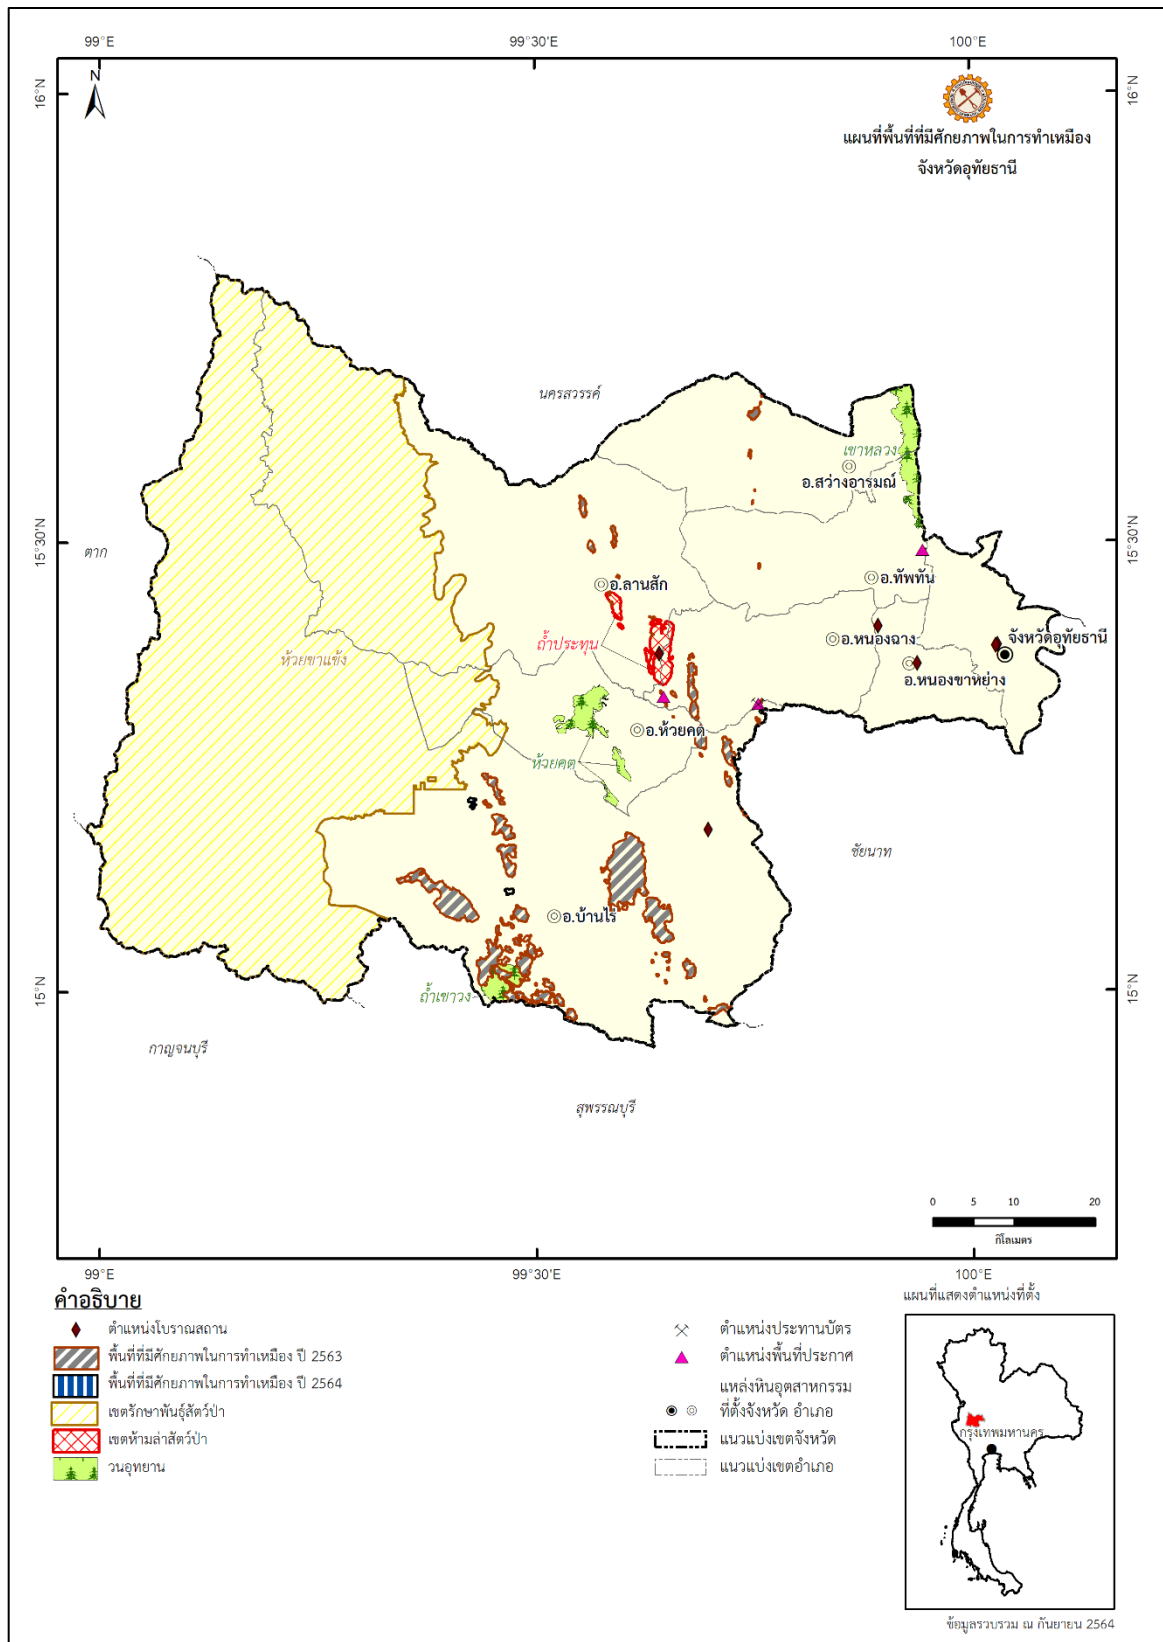 99°E
99°30'E
100°E
16°N
N
16°N
แผนที่พื้นที่ที่มีศักยภาพในการทำเหมือง
จังหวัดอุทัยธานี
นครสวรรค์
เขาหลวง
อ.สว่างอารมณ์
15°30'N
15°30'N
ตาก
อ.ทัพทัน
อ.ลานสัก
ถ้ำประทุน
อ.หนองฉาง
จังหวัดอุทัยธานี
ห้วยขาแข้ง
อ.หนองขาหย่าง
อ.ห้วยคต
ห้วยคต
ชัยนาท
อ.บ้านไร่
15°N
ถ้ำเขาวง
15°N
กาญจนบุรี
สุพรรณบุรี
0 5 10 20
กิโลเมตร
99°E
99°30'E
100°E
คำอธิบาย
ตำแหน่งโบราณสถาน
พื้นที่ที่มีศักยภาพในการทำเหมือง ปี 2563
พื้นที่ที่มีศักยภาพในการทำเหมือง ปี 2564
เขตรักษาพันธุ์สัตว์ป่า
เขตห้ามล่าสัตว์ป่า
วนอุทยาน
ตำแหน่งประทานบัตร
ตำแหน่งพื้นที่ประกาศ
แหล่งหินอุตสาหกรรม
ที่ตั้งจังหวัด อำเภอ
แนวแบ่งเขตจังหวัด
แนวแบ่งเขตอำเภอ
แผนที่แสดงตำแหน่งที่ตั้ง
กรุงเทพมหานคร
ข้อมูลรวบรวม ณ กันยายน 2564